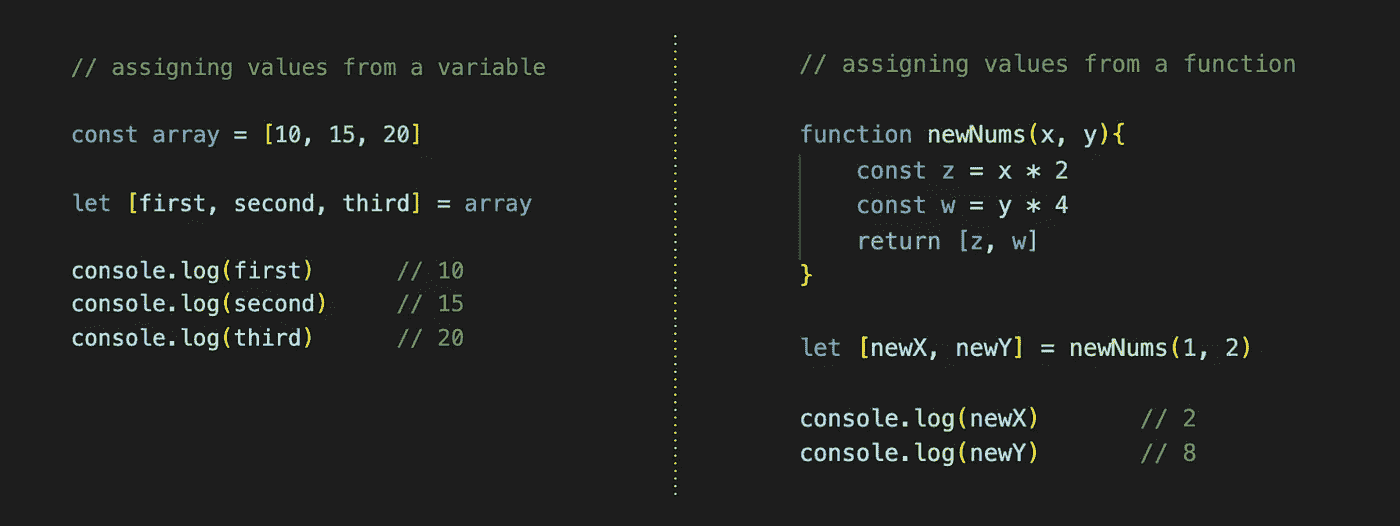 // assigning values from a variable
const array = [10, 15, 20]
let [first, second, third] = array
console.log(first)      // 10
console.log(second)     // 15
console.log(third)      // 20
// assigning values from a function
function newNums(x, y){
    const z = x * 2
    const w = y * 4
    return [z, w]
}
let [newX, newY] = newNums(1, 2)
console.log(newX)       // 2
console.log(newY)       // 8